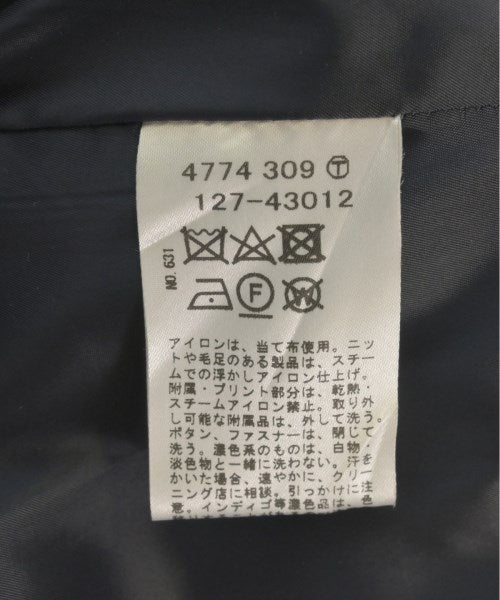 4774 309 Ⓣ
127-43012
NO.631
F
W
アイロンは、当て布使用。ニッ
トや毛足のある製品は、スチー
ムでの浮かしアイロン仕上げ。
附属・プリント部分は、乾熱・
スチームアイロン禁止。取り外
し可能な附属品は、外して洗う。
ボタン、ファスナーは、閉じて
洗う。濃色系のものは、白物・
淡色物と一緒に洗わない。汗を
かいた場合、速やかに、クリー
ニング店に相談。引っかけに注
意。インディゴ等濃色品は、色